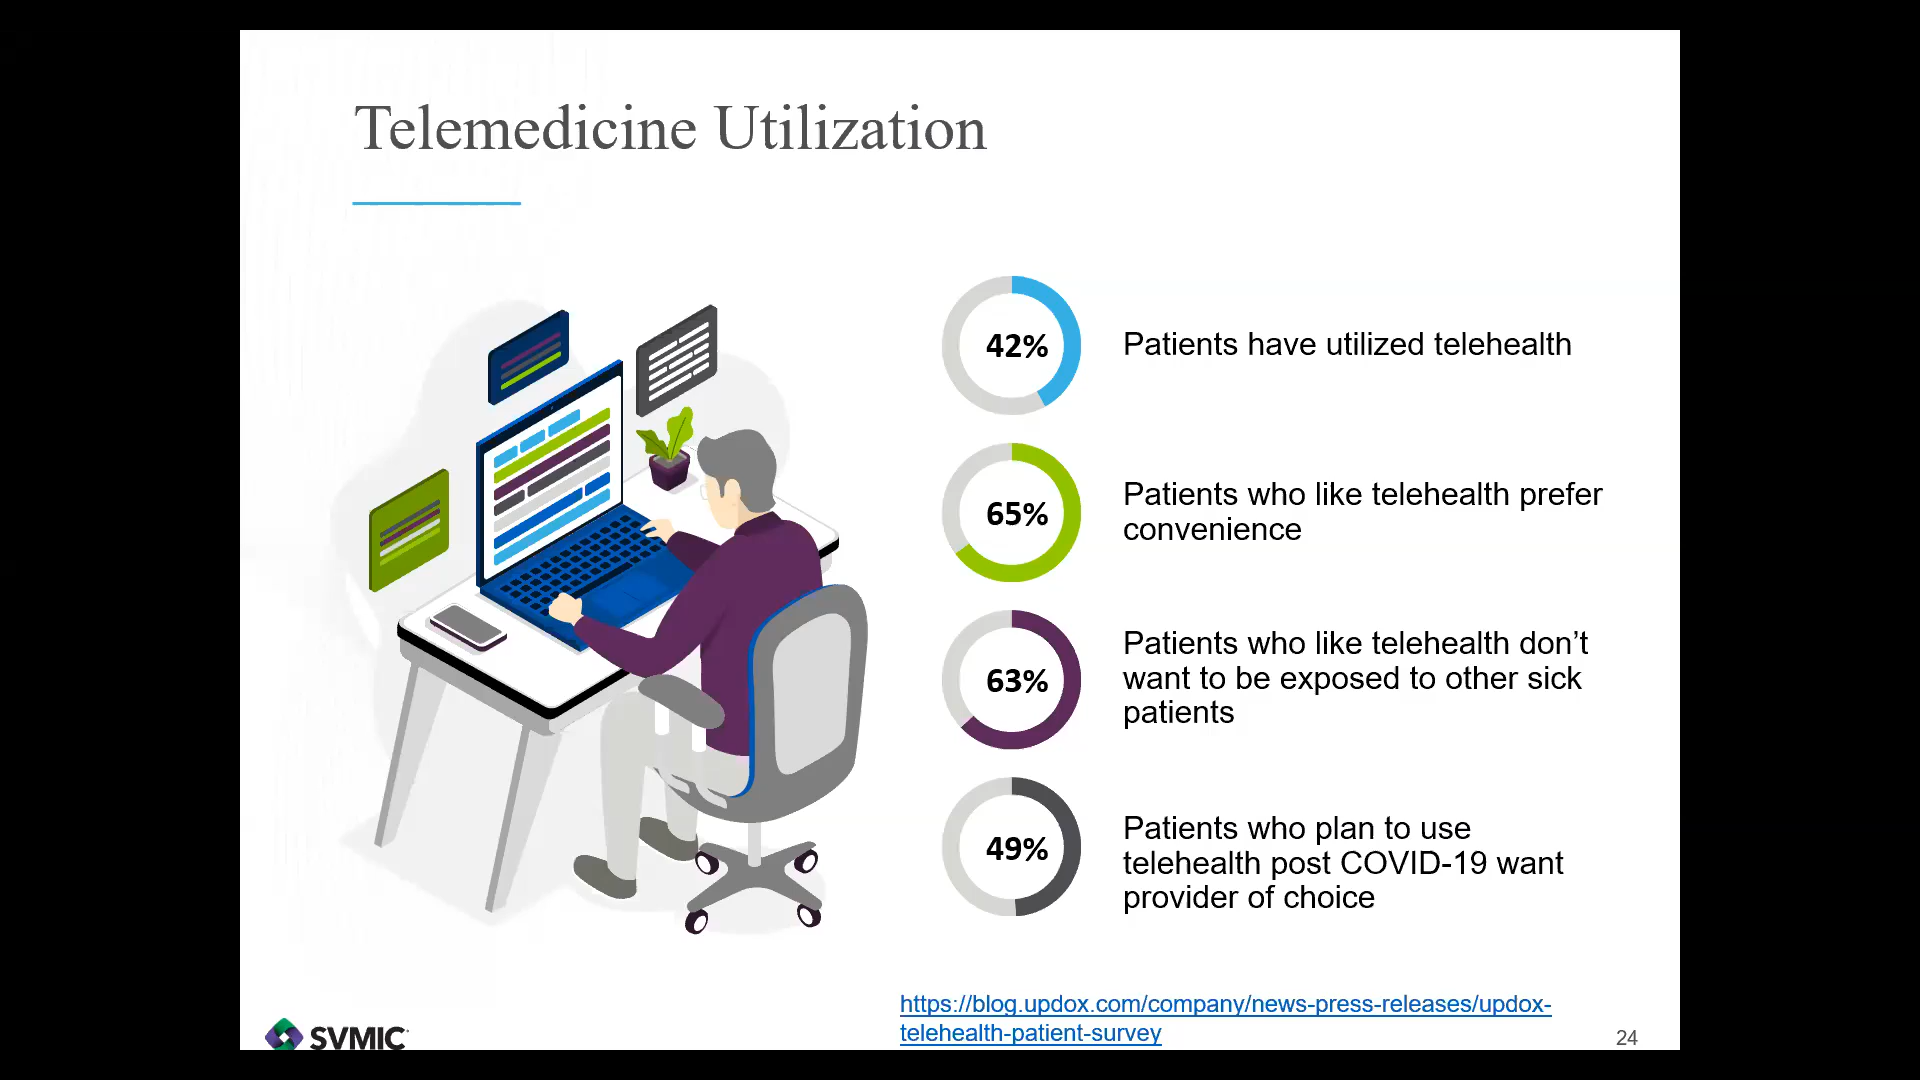 Telemedicine Utilization
42%
Patients have utilized telehealth
65%
Patients who like telehealth prefer
convenience
63%
Patients who like telehealth don’t
want to be exposed to other sick
patients
49%
Patients who plan to use
telehealth post COVID-19 want
provider of choice
https://blog.updox.com/company/news-press-releases/updox-
telehealth-patient-survey
SVMIC
24